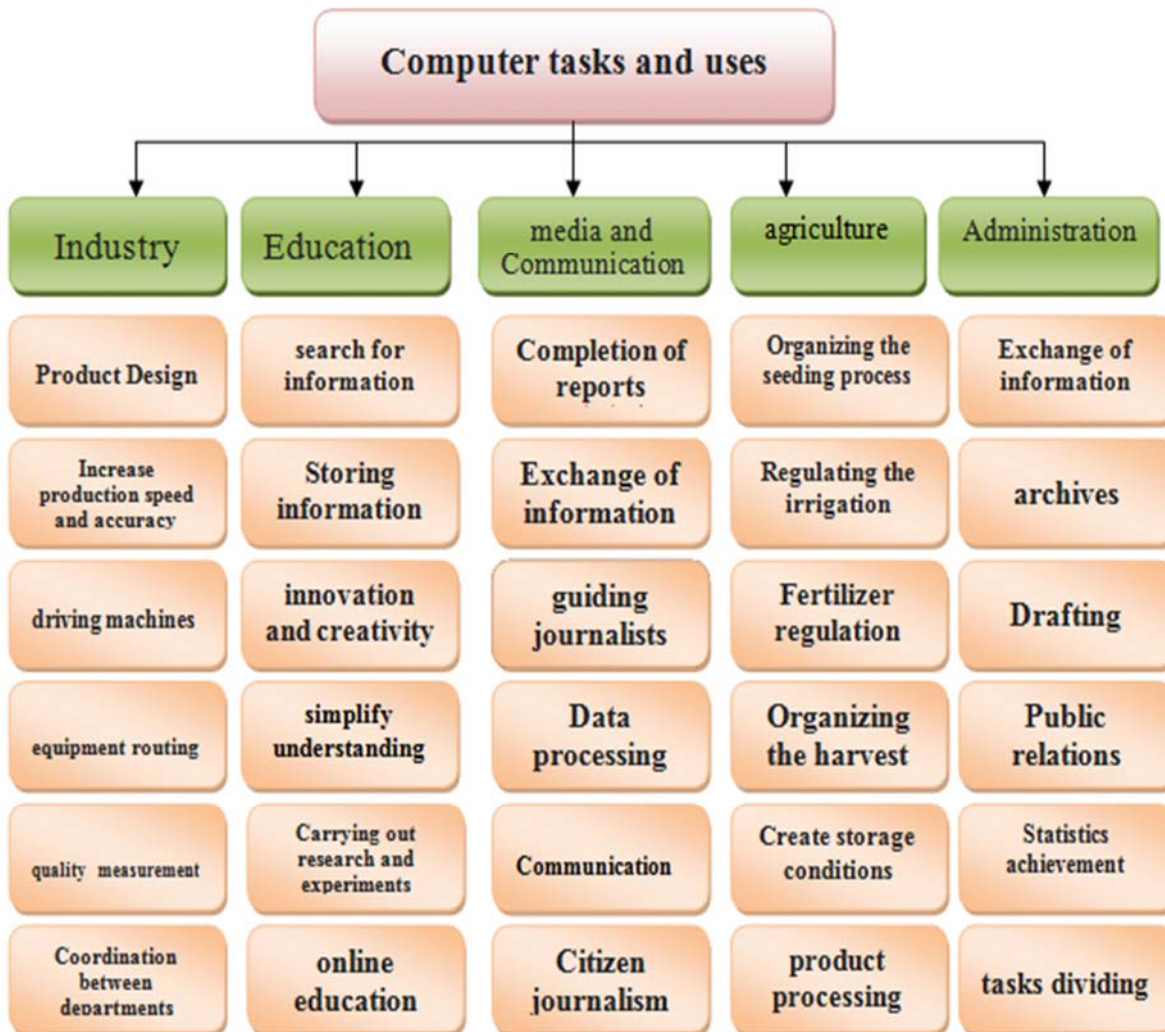 Computer tasks and uses
Industry
Education
media and
Communication
agriculture
Administration
Product Design
search for
information
Completion of
reports
Organizing the
seeding process
Exchange of
information
Increase
production speed
and accuracy
Storing
information
Exchange of
information
Regulating the
irrigation
archives
driving machines
innovation
and creativity
guiding
journalists
Fertilizer
regulation
Drafting
equipment routing
simplify
understanding
Data
processing
Organizing
the harvest
Public
relations
quality measurement
Carrying out
research and
experiments
Communication
Create storage
conditions
Statistics
achievement
Coordination
between
departments
online
education
Citizen
journalism
product
processing
tasks dividing